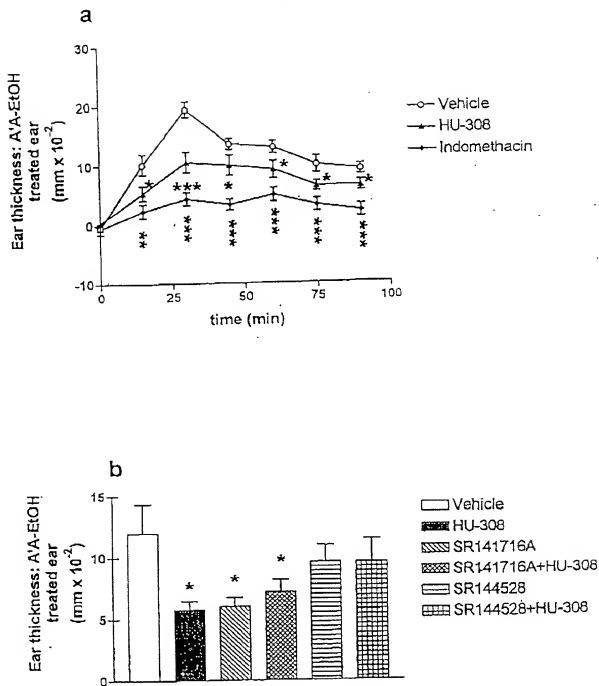 a
Ear thickness: A'A-EtOH
treated ear
(mm x 10⁻²)
30
20
10
0
-10
0
25
50
75
100
time (min)
Vehicle
HU-308
Indomethacin
*
***
*
*
*
*
**
***
***
***
***
***
b
Ear thickness: A'A-EtOH
treated ear
(mm x 10⁻²)
15
10
5
0
*
*
*
Vehicle
HU-308
SR141716A
SR141716A+HU-308
SR144528
SR144528+HU-308